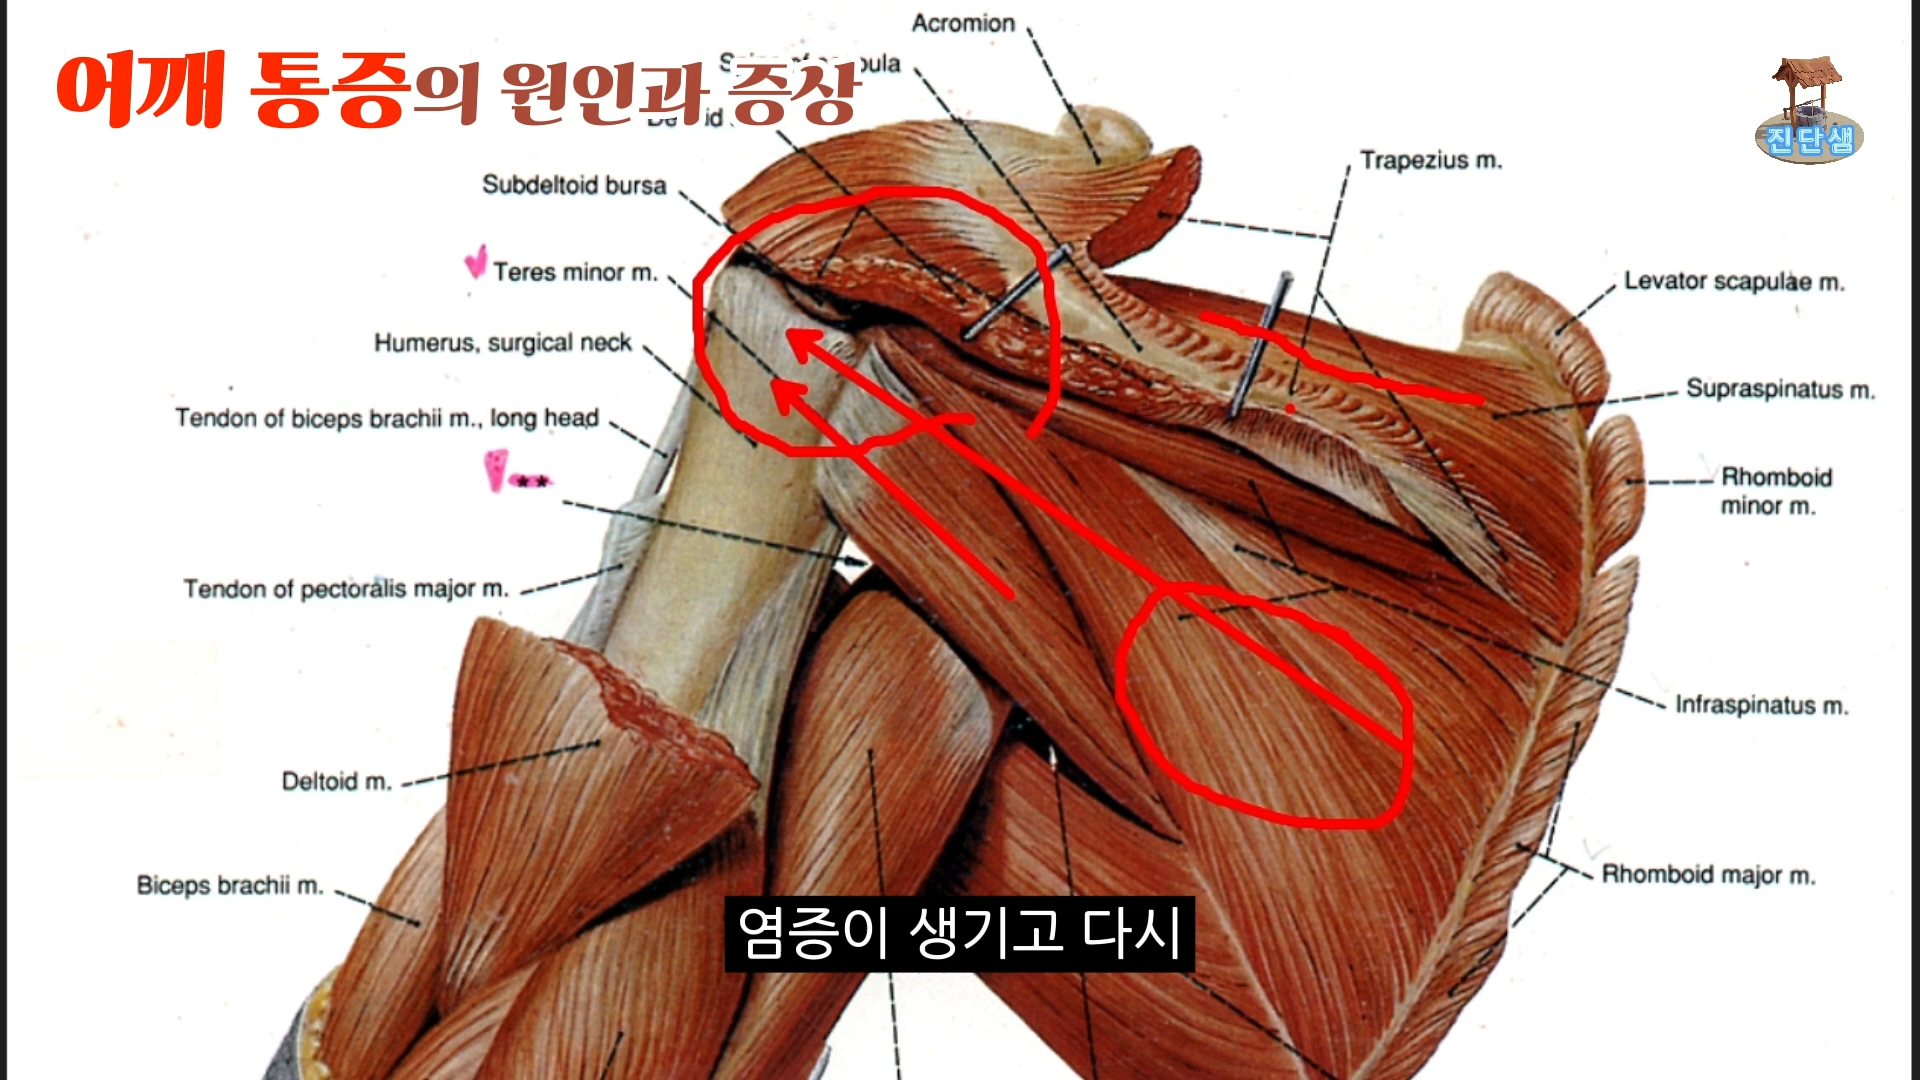 Acromion
어깨 통증의 원인과 증상
진단샘
Trapezius m.
Subdeltoid bursa
Teres minor m.
Levator scapulae m.
Humerus, surgical neck
Supraspinatus m.
Tendon of biceps brachii m., long head
**
Rhomboid
minor m.
Tendon of pectoralis major m.
Infraspinatus m.
Deltoid m.
Rhomboid major m.
Biceps brachii m.
염증이 생기고 다시